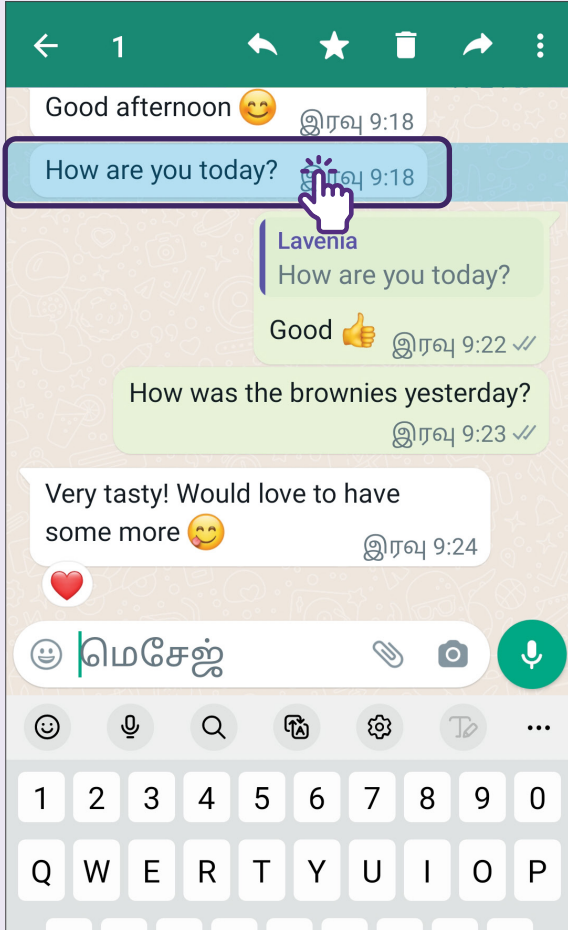 1
Good afternoon 😊
இரவு 9:18
How are you today?
இரவு 9:18
Lavenia
How are you today?
Good 👍
இரவு 9:22
How was the brownies yesterday?
இரவு 9:23
Very tasty! Would love to have
some more 😋
இரவு 9:24
❤️
மெசேஜ்
1 2 3 4 5 6 7 8 9 0
Q W E R T Y U I O P